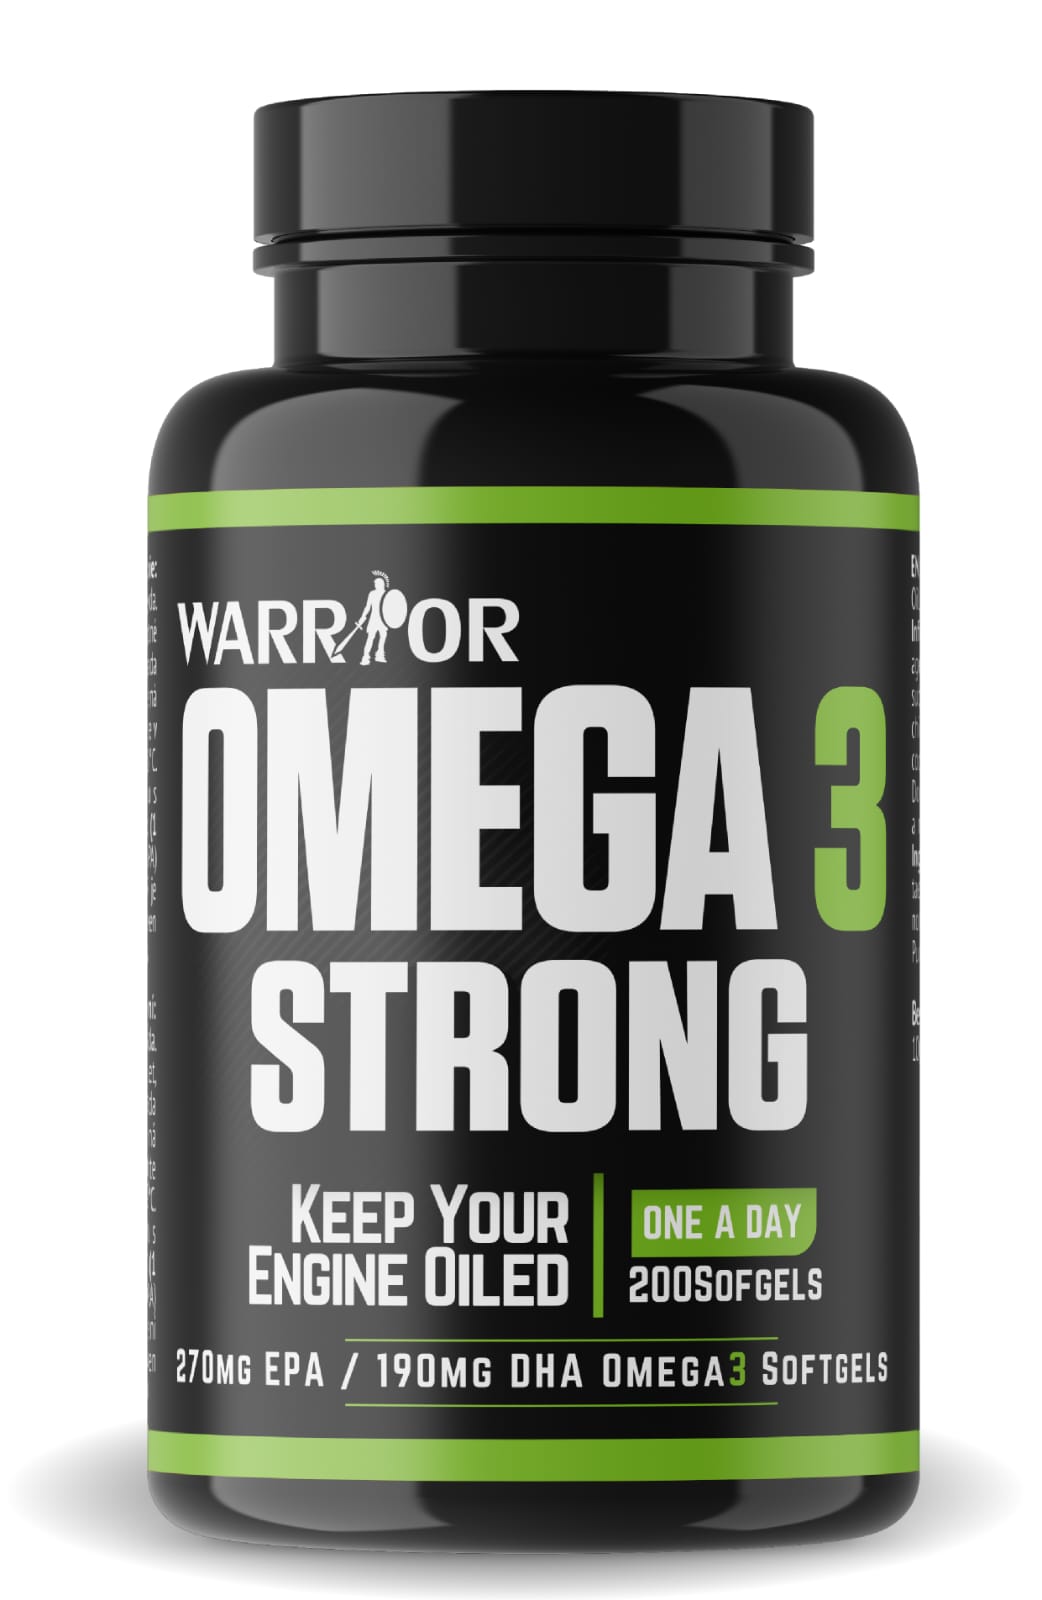 WARRIOR
OMEGA 3
STRONG
KEEP YOUR
ENGINE OILED
ONE A DAY
200SOFGELS
270MG EPA / 190MG DHA OMEGA3 SOFTGELS